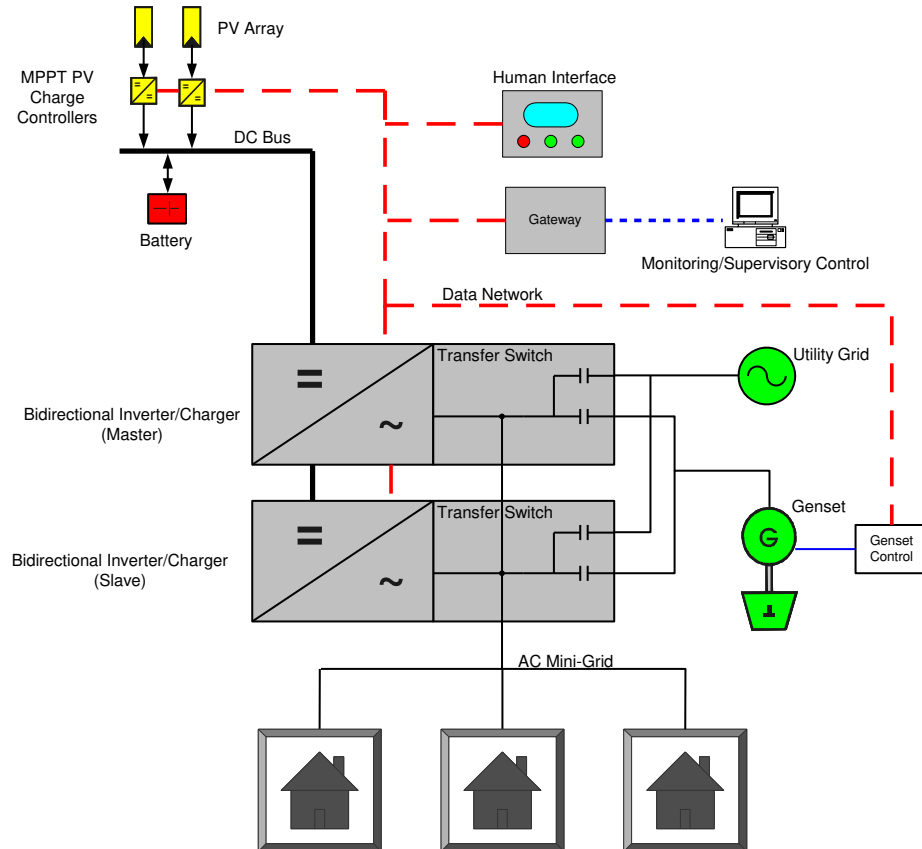 PV Array
MPPT PV
Charge
Controllers
Human Interface
DC Bus
Gateway
Battery
Monitoring/Supervisory Control
Data Network
Transfer Switch
=
~
Utility Grid
Bidirectional Inverter/Charger
(Master)
Transfer Switch
=
~
Genset
G
Genset
Control
Bidirectional Inverter/Charger
(Slave)
AC Mini-Grid